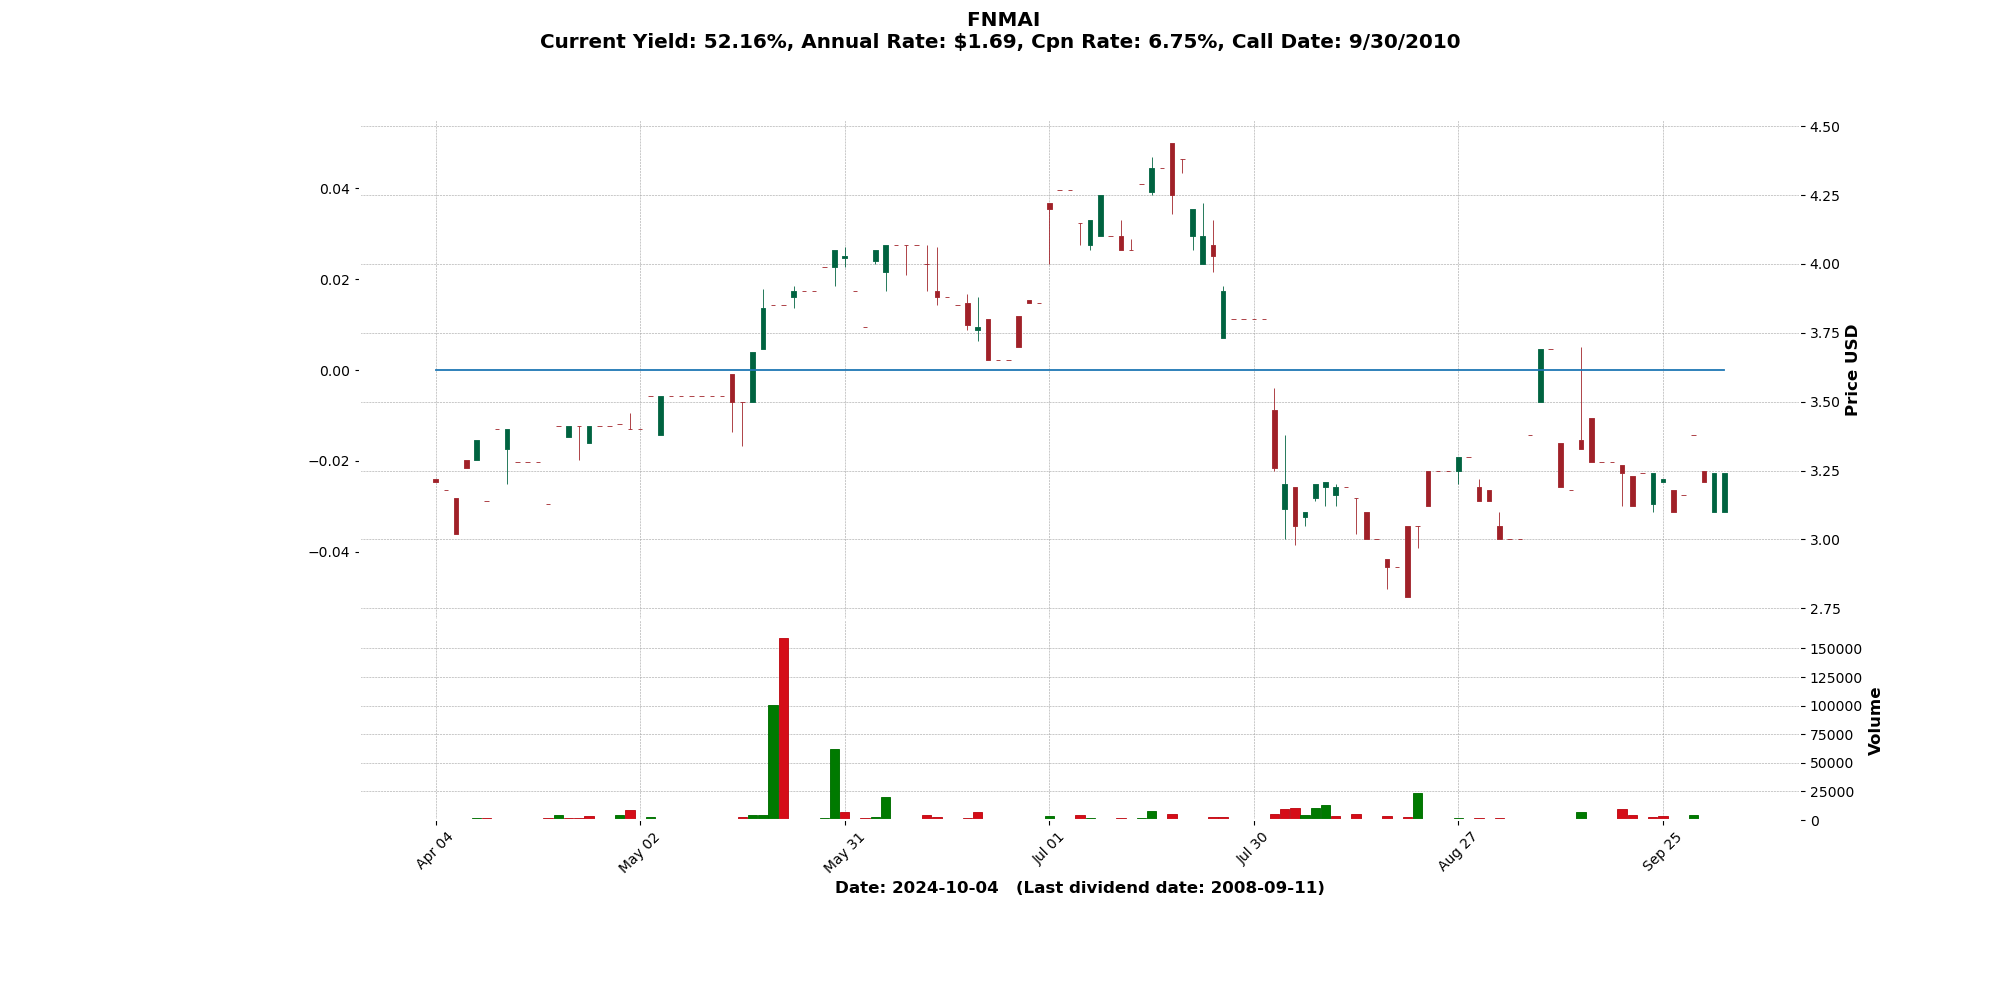 FNMAI
Current Yield: 52.16%, Annual Rate: $1.69, Cpn Rate: 6.75%, Call Date: 9/30/2010
4.50
0.04
4.25
0.02
4.00
3.75
0.00
Price USD
3.50
−0.02
3.25
−0.04
3.00
2.75
150000
125000
100000
Volume
75000
50000
25000
0
Apr 04
May 02
May 31
Jul 01
Jul 30
Aug 27
Sep 25
Date: 2024-10-04 (Last dividend date: 2008-09-11)